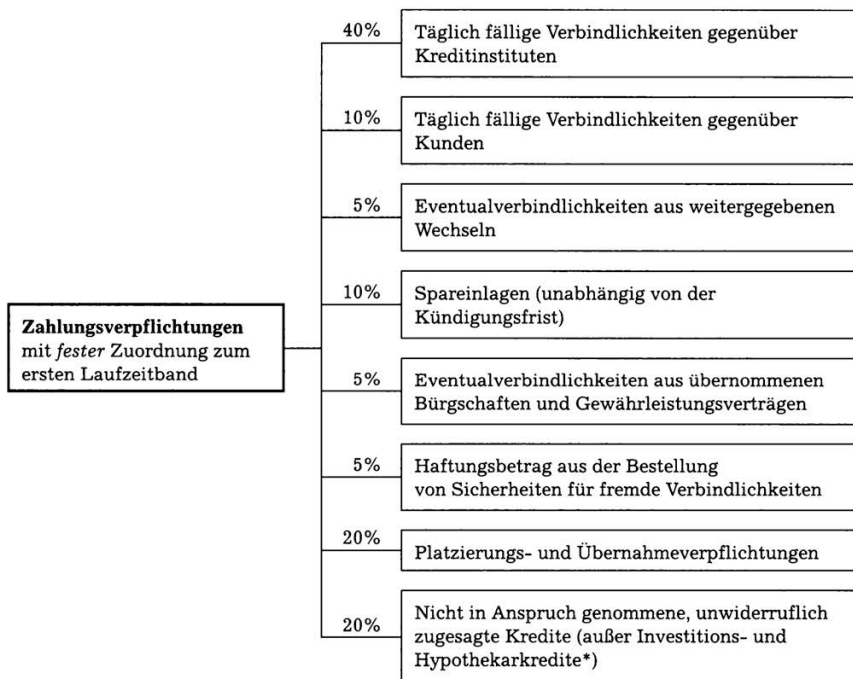 40%
Täglich fällige Verbindlichkeiten gegenüber
Kreditinstituten
10%
Täglich fällige Verbindlichkeiten gegenüber
Kunden
5%
Eventualverbindlichkeiten aus weitergegebenen
Wechseln
10%
Spareinlagen (unabhängig von der
Kündigungsfrist)
Zahlungsverpflichtungen
mit fester Zuordnung zum
ersten Laufzeitband
5%
Eventualverbindlichkeiten aus übernommenen
Bürgschaften und Gewährleistungsverträgen
5%
Haftungsbetrag aus der Bestellung
von Sicherheiten für fremde Verbindlichkeiten
20%
Platzierungs- und Übernahmeverpflichtungen
20%
Nicht in Anspruch genommene, unwiderruflich
zugesagte Kredite (außer Investitions- und
Hypothekarkredite*)